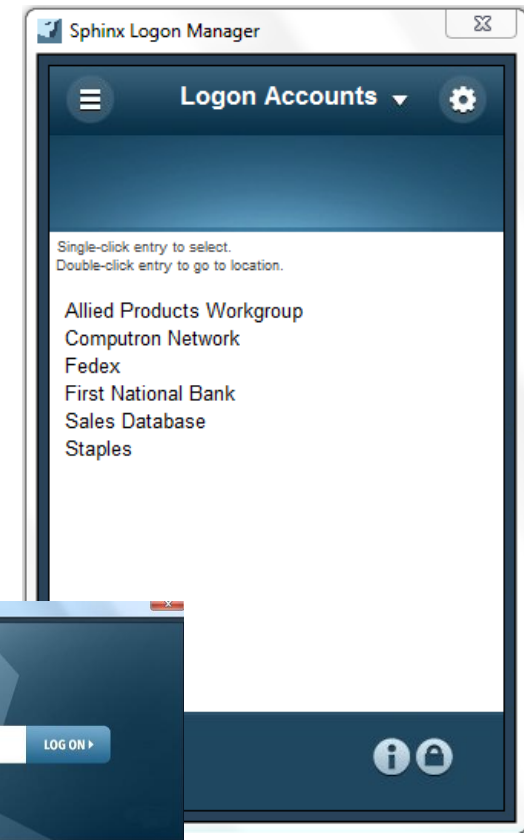 Sphinx Logon Manager
Logon Accounts
Single-click entry to select.
Double-click entry to go to location.
Allied Products Workgroup
Computron Network
Fedex
First National Bank
Sales Database
Staples
LOG ON